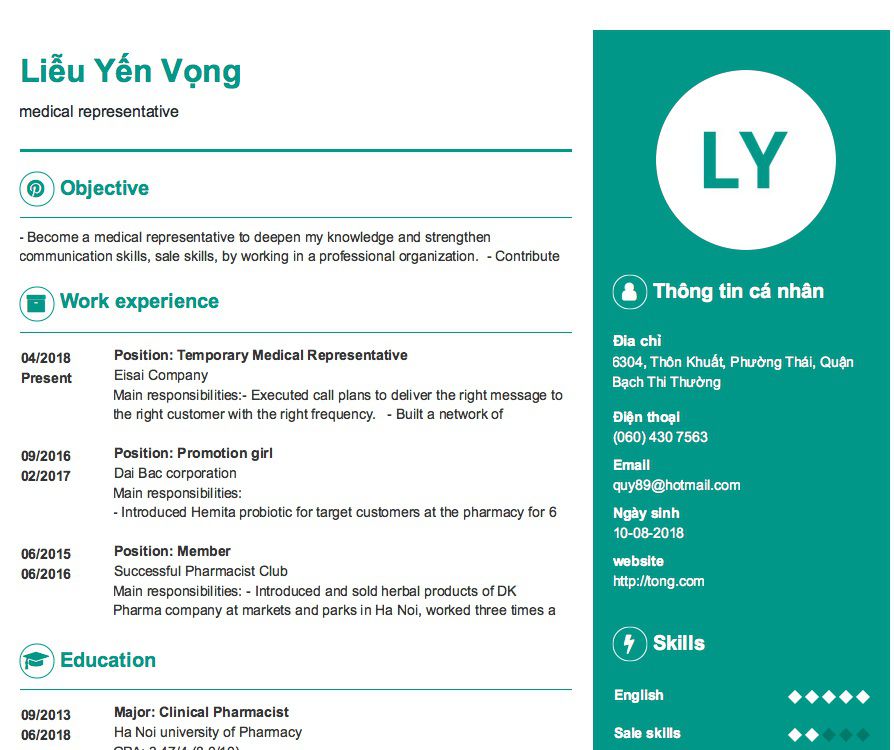 Liễu Yến Vọng
medical representative
Objective
- Become a medical representative to deepen my knowledge and strengthen
communication skills, sale skills, by working in a professional organization. - Contribute
Work experience
04/2018
Present
Position: Temporary Medical Representative
Eisai Company
Main responsibilities:- Executed call plans to deliver the right message to
the right customer with the right frequency. - Built a network of
09/2016
02/2017
Position: Promotion girl
Dai Bac corporation
Main responsibilities:
- Introduced Hemita probiotic for target customers at the pharmacy for 6
06/2015
06/2016
Position: Member
Successful Pharmacist Club
Main responsibilities: - Introduced and sold herbal products of DK
Pharma company at markets and parks in Ha Noi, worked three times a
Education
09/2013
06/2018
Major: Clinical Pharmacist
Ha Noi university of Pharmacy
LY
Thông tin cá nhân
Địa chỉ
6304, Thôn Khuất, Phường Thái, Quận
Bạch Thi Thường
Điện thoại
(060) 430 7563
Email
quy89@hotmail.com
Ngày sinh
10-08-2018
website
http://tong.com
Skills
English
Sale skills